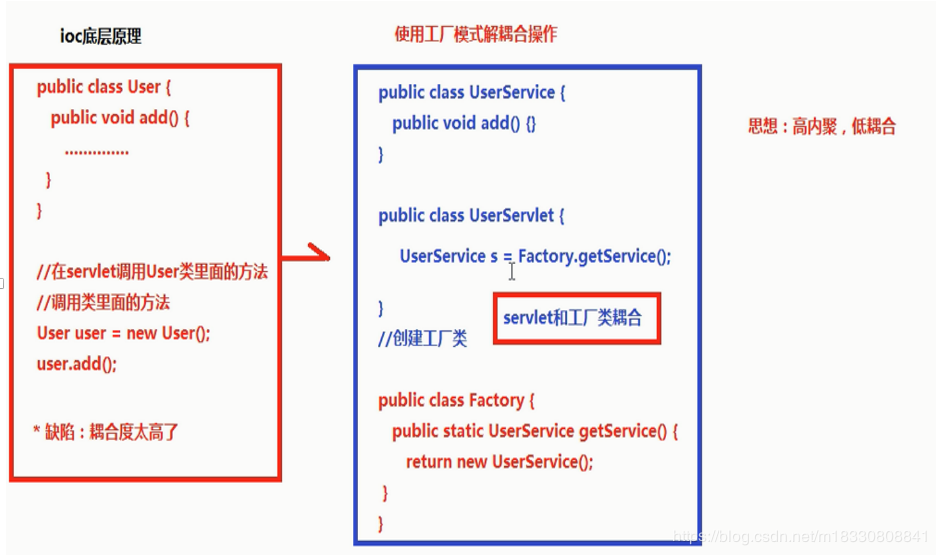 ioc底层原理
public class User {
public void add() {
..............
}
}
//在servlet调用User类里面的方法
//调用类里面的方法
User user = new User();
user.add();
* 缺陷：耦合度太高了
使用工厂模式解耦合操作
public class UserService {
public void add() {}
}
public class UserServlet {
UserService s = Factory.getService();
}
servlet和工厂类耦合
//创建工厂类
public class Factory {
public static UserService getService() {
return new UserService();
}
}
思想：高内聚，低耦合
https://blog.csdn.net/m18330808841